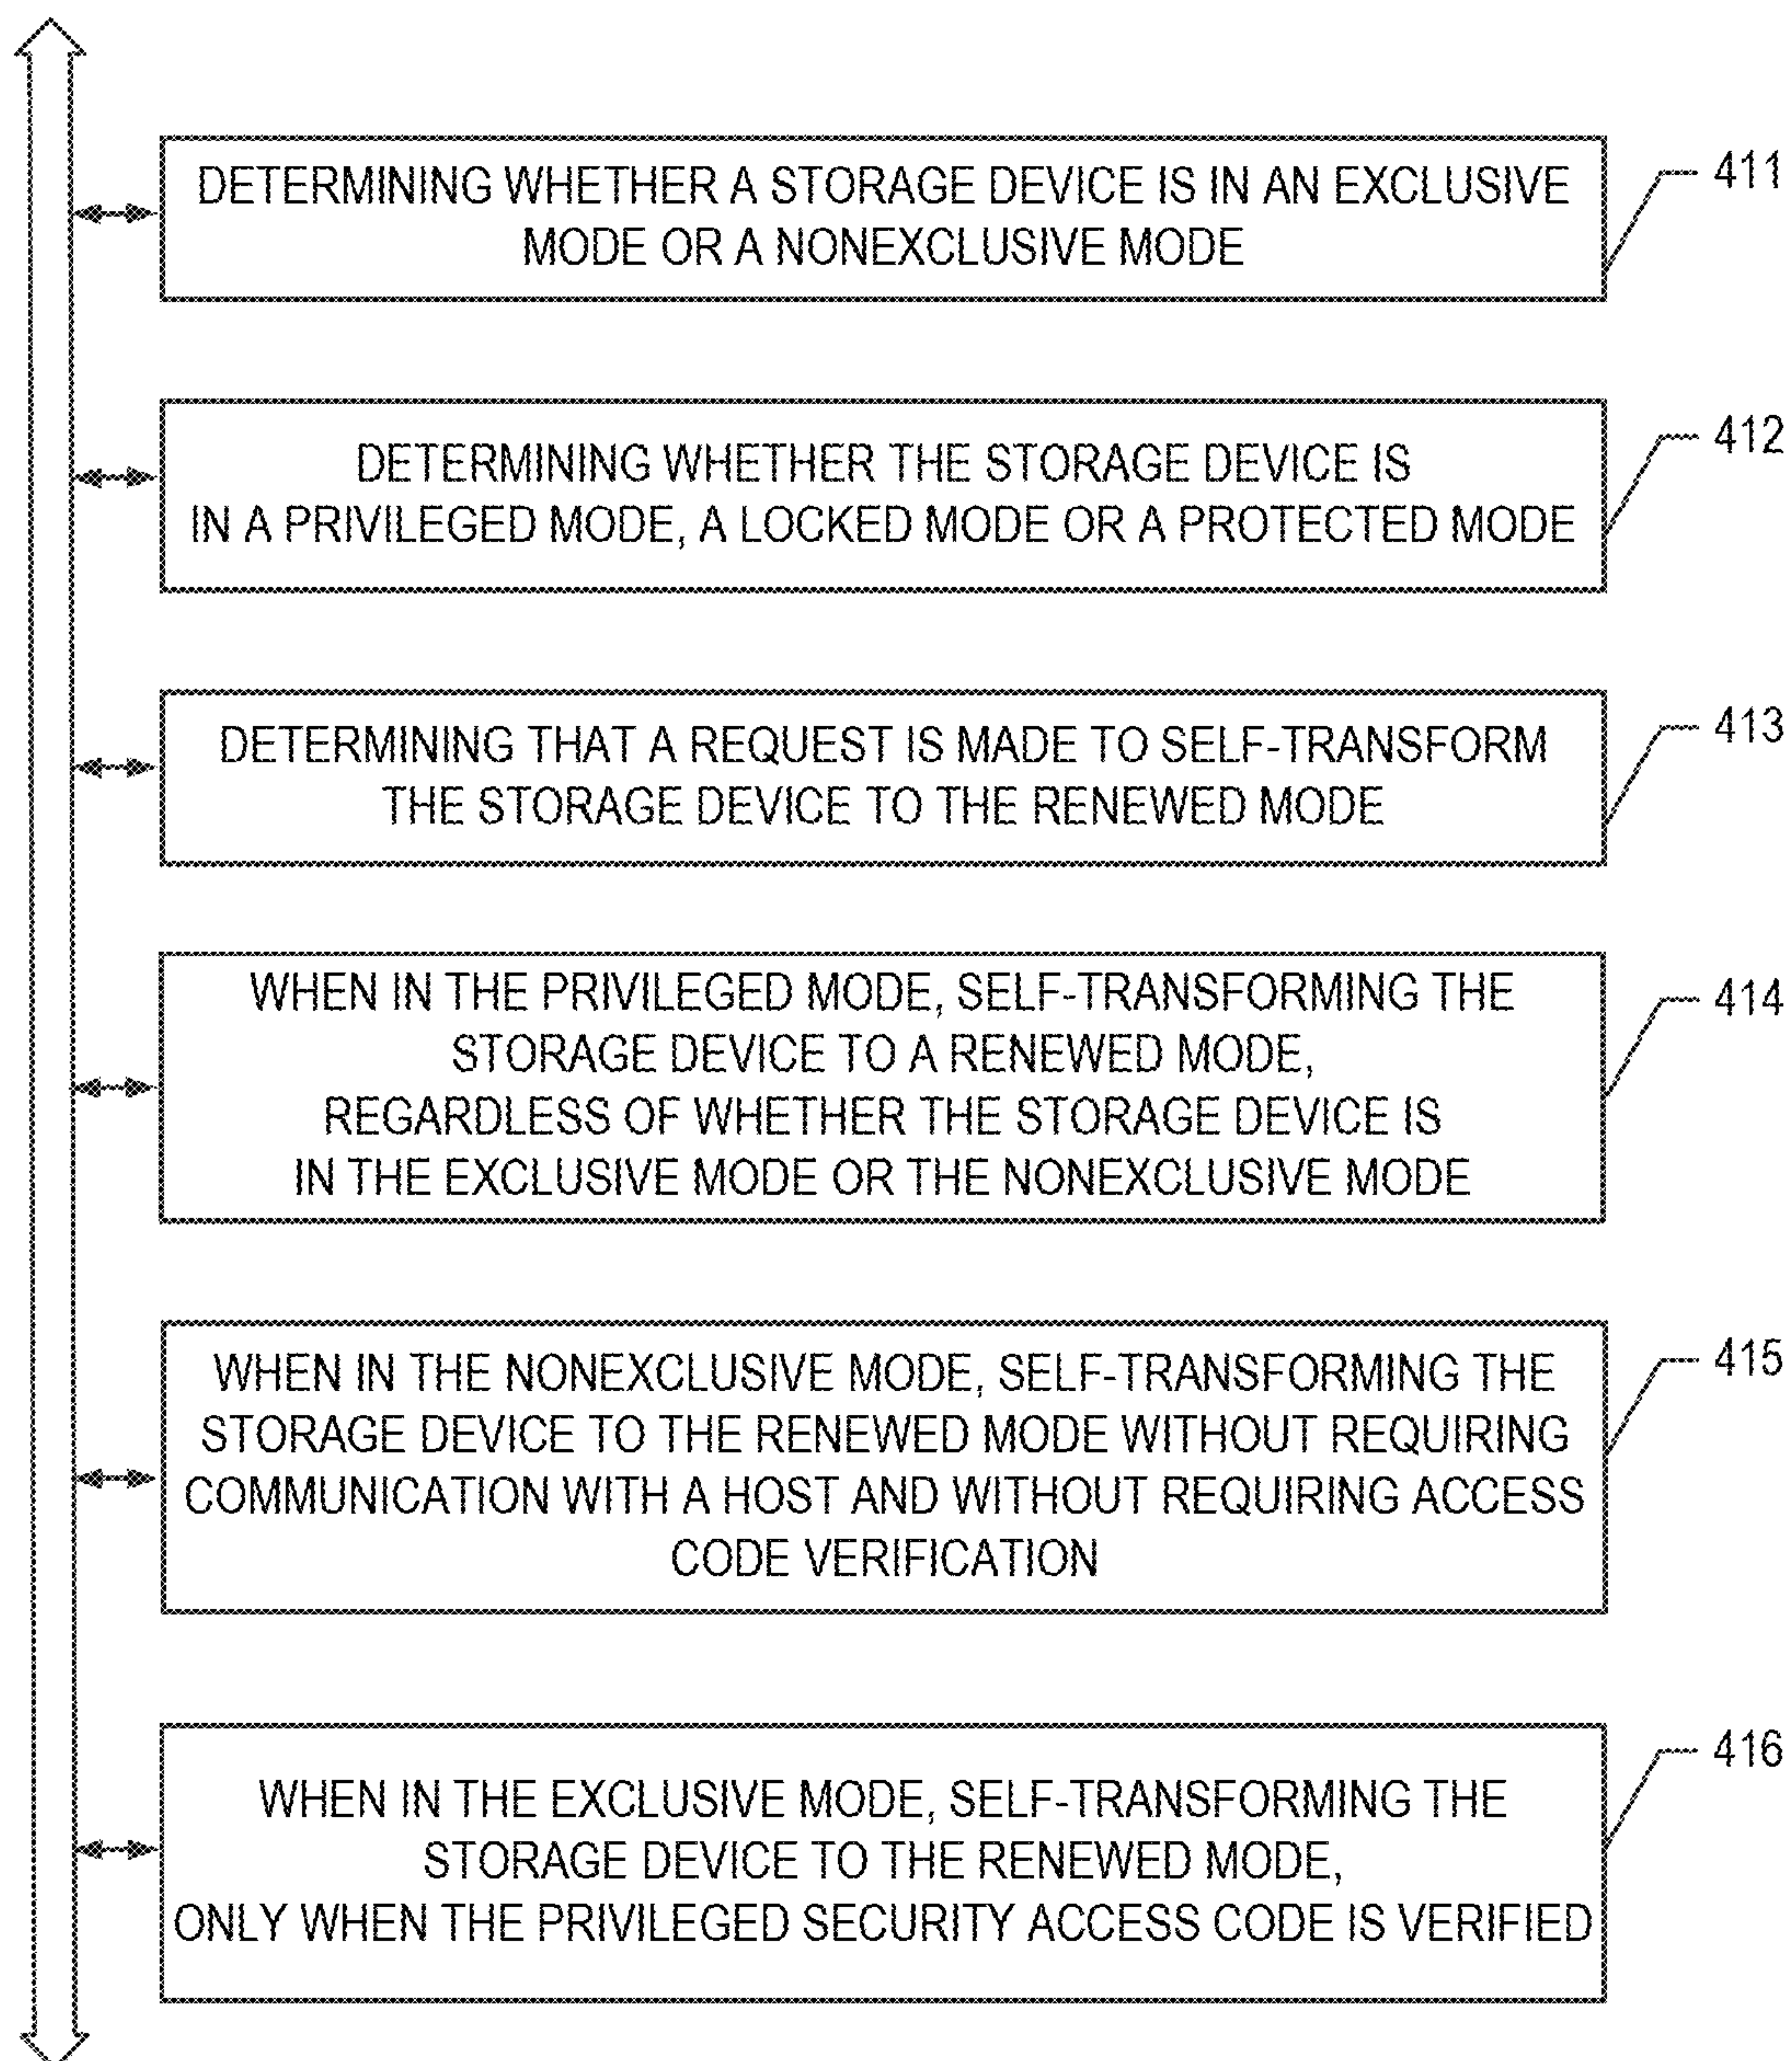 DETERMINING WHETHER A STORAGE DEVICE IS IN AN EXCLUSIVE
MODE OR A NONEXCLUSIVE MODE
411
DETERMINING WHETHER THE STORAGE DEVICE IS
IN A PRIVILEGED MODE, A LOCKED MODE OR A PROTECTED MODE
412
DETERMINING THAT A REQUEST IS MADE TO SELF-TRANSFORM
THE STORAGE DEVICE TO THE RENEWED MODE
413
WHEN IN THE PRIVILEGED MODE, SELF-TRANSFORMING THE
STORAGE DEVICE TO A RENEWED MODE,
REGARDLESS OF WHETHER THE STORAGE DEVICE IS
IN THE EXCLUSIVE MODE OR THE NONEXCLUSIVE MODE
414
WHEN IN THE NONEXCLUSIVE MODE, SELF-TRANSFORMING THE
STORAGE DEVICE TO THE RENEWED MODE WITHOUT REQUIRING
COMMUNICATION WITH A HOST AND WITHOUT REQUIRING ACCESS
CODE VERIFICATION
415
WHEN IN THE EXCLUSIVE MODE, SELF-TRANSFORMING THE
STORAGE DEVICE TO THE RENEWED MODE,
ONLY WHEN THE PRIVILEGED SECURITY ACCESS CODE IS VERIFIED
416